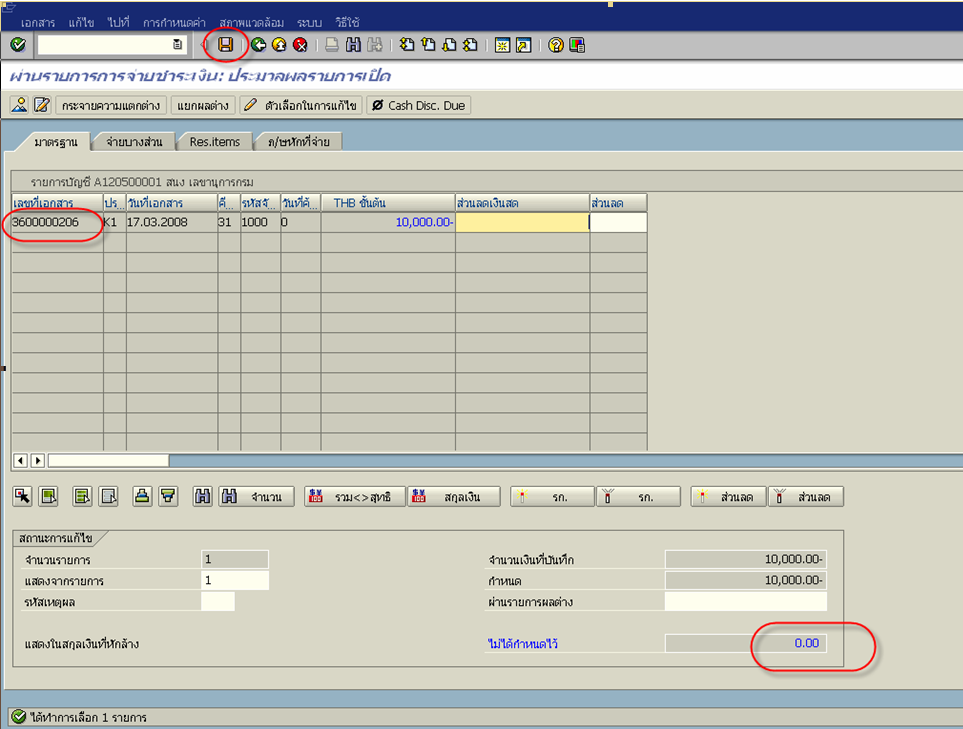 เอกสาร แก้ไข ไปที่ การกำหนดค่า สภาพแวดล้อม ระบบ วิธีใช้
ผ่านรายการการจ่ายชำระเงิน: ประมาลผลรายการเปิด
กระจายความแตกต่าง แยกผลต่าง ตัวเลือกในการแก้ไข Cash Disc. Due
มาตรฐาน จ่ายบางส่วน Res.items ภ/ษหักที่จ่าย
รายการบัญชี A120500001 สนง เลขานุการกรม
เลขที่เอกสาร ปร... วันที่เอกสาร คี... รหัสจั... วันที่ค้... THB ขั้นต้น ส่วนลดเงินสด ส่วนลด
3600000206 K1 17.03.2008 31 1000 0 10,000.00-
จำนวน รวม<>สุทธิ สกุลเงิน รก. รก. ส่วนลด ส่วนลด
สถานะการแก้ไข
จำนวนรายการ 1 จำนวนเงินที่บันทึก 10,000.00-
แสดงจากรายการ 1 กำหนด 10,000.00-
รหัสเหตุผล ผ่านรายการผลต่าง
แสดงในสกุลเงินที่หักล้าง ไม่ได้กำหนดไว้ 0.00
ได้ทำการเลือก 1 รายการ